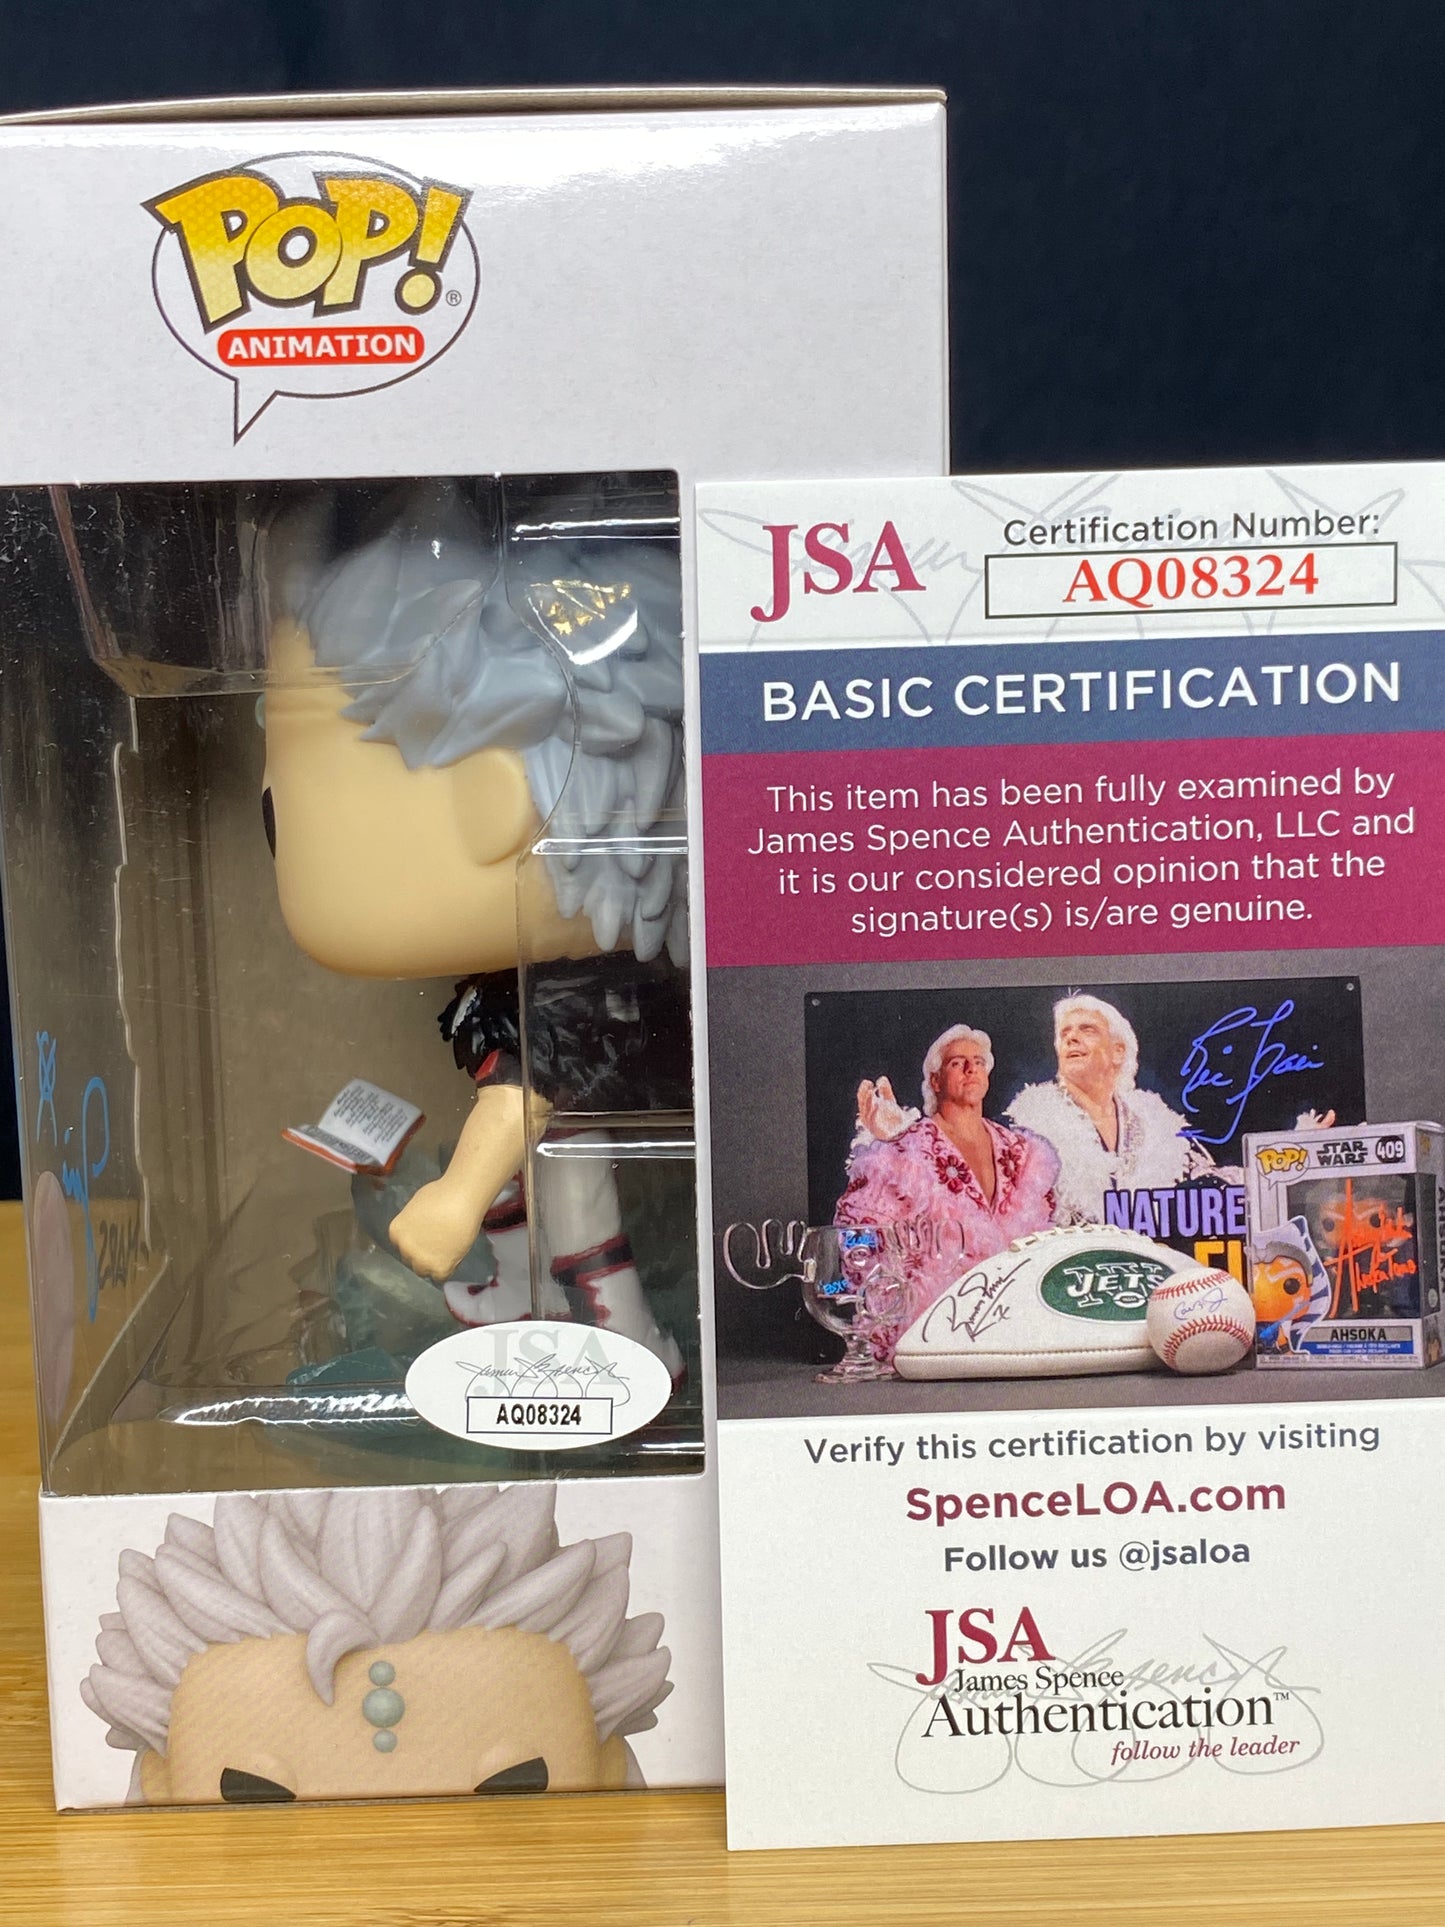 POP! ®
ANIMATION
AQ08324
JSA
Certification Number:
AQ08324
BASIC CERTIFICATION
This item has been fully examined by
James Spence Authentication, LLC and
it is our considered opinion that the
signature(s) is/are genuine.
NATURE
JETS
POP! STAR WARS 409
AHSOKA
Verify this certification by visiting
SpenceLOA.com
Follow us @jsaloa
JSA
James Spence
Authentication™
follow the leader